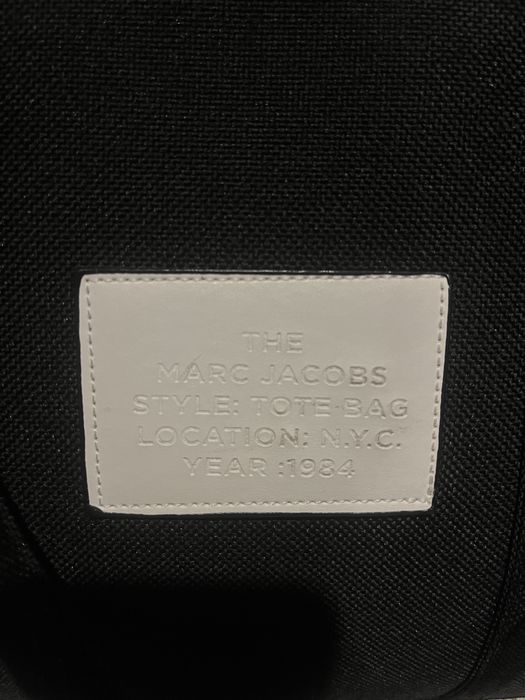 THE
MARC JACOBS
STYLE: TOTE BAG
LOCATION: N.Y.C.
YEAR :1984